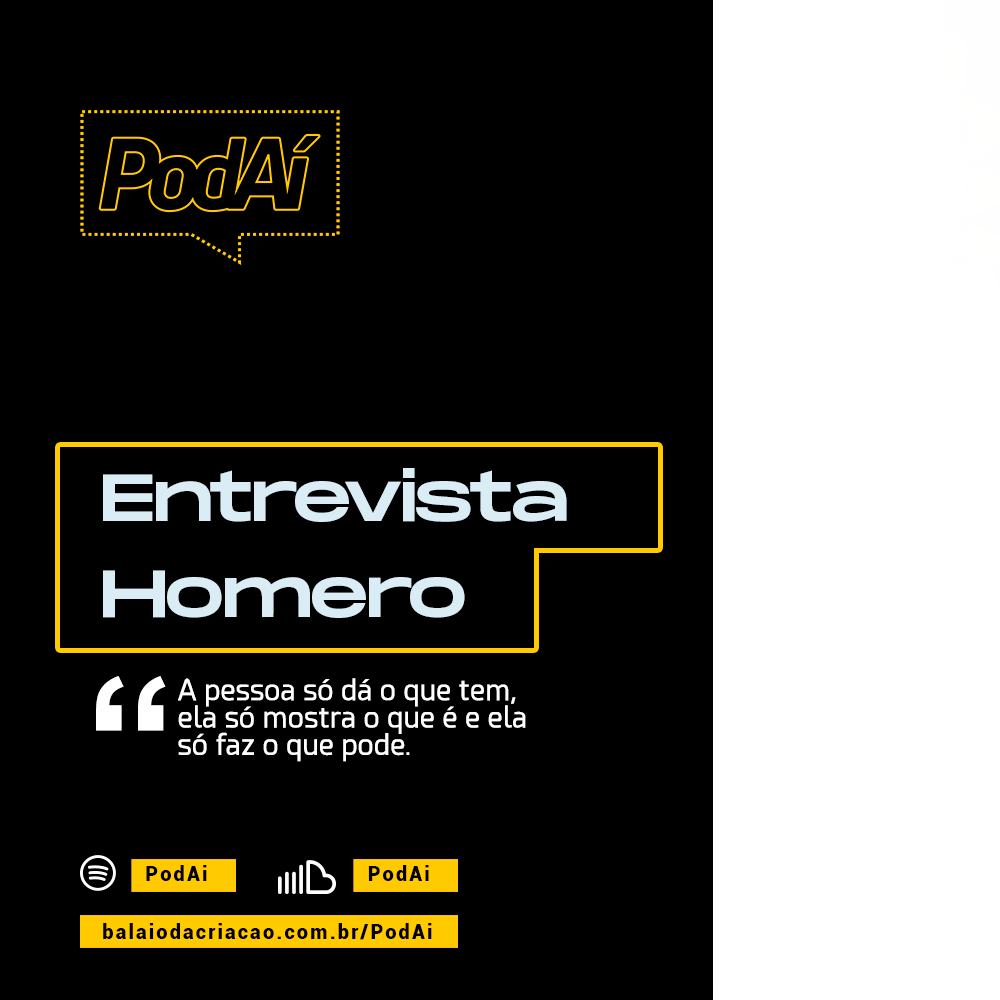 PodAí
Entrevista
Homero
“ A pessoa só dá o que tem,
ela só mostra o que é e ela
só faz o que pode.
PodAi
PodAi
balaiodacriacao.com.br/PodAi